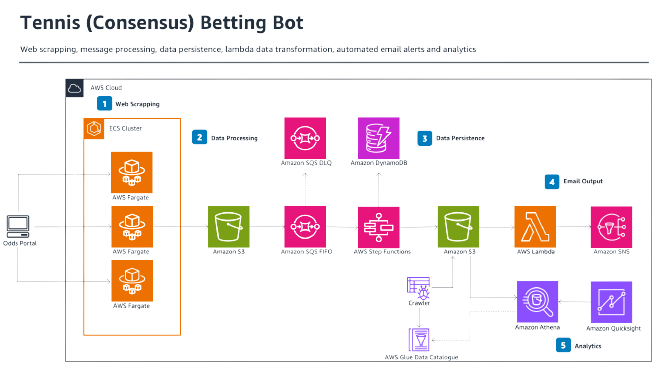 Tennis (Consensus) Betting Bot
Web scrapping, message processing, data persistence, lambda data transformation, automated email alerts and analytics
AWS Cloud
1 Web Scrapping
ECS Cluster
2 Data Processing
3 Data Persistence
Amazon SQS DLQ
Amazon DynamoDB
4 Email Output
AWS Fargate
Odds Portal
AWS Fargate
Amazon S3
Amazon SQS FIFO
AWS Step Functions
Amazon S3
AWS Lambda
Amazon SNS
AWS Fargate
Crawler
Amazon Athena
Amazon Quicksight
AWS Glue Data Catalogue
5 Analytics